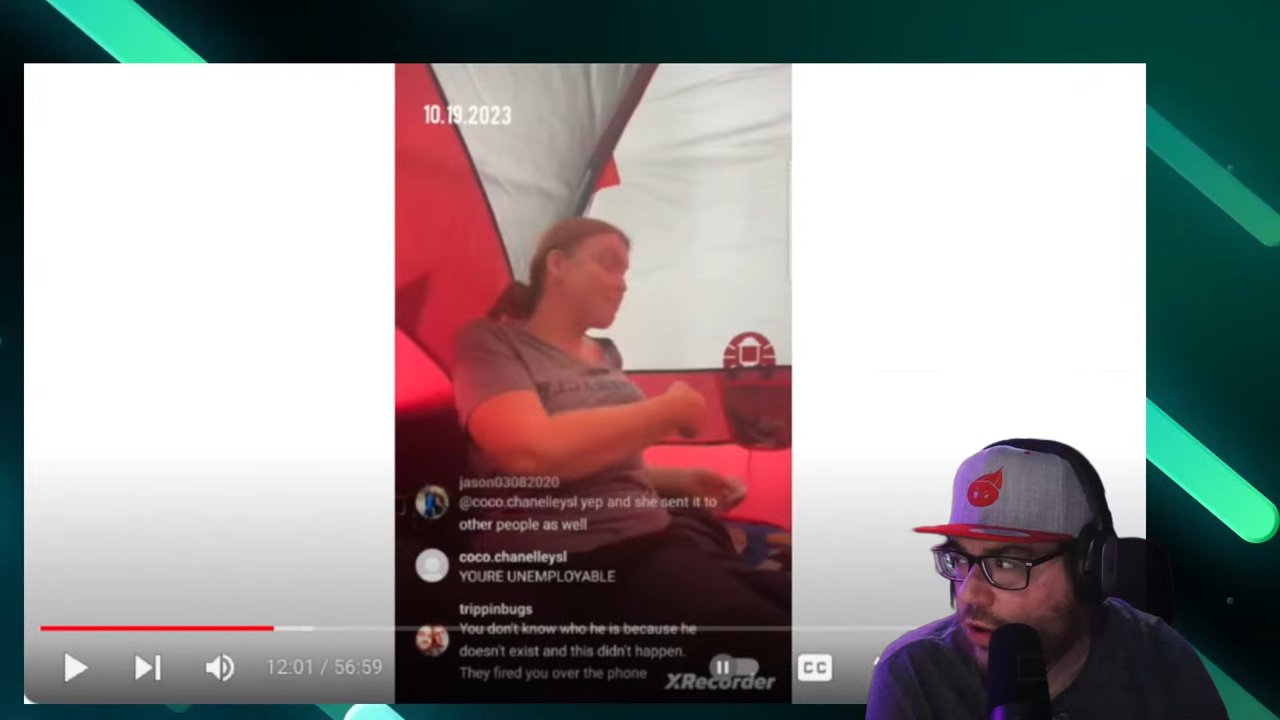 10.19.2023
jason03082020
@coco.chanelleysl yep and she sent it to
other people as well
coco.chanelleysl
YOURE UNEMPLOYABLE
trippinbugs
You don't know who he is because he
doesn't exist and this didn't happen.
They fired you over the phone
12:01 / 56:59
XRecorder
CC